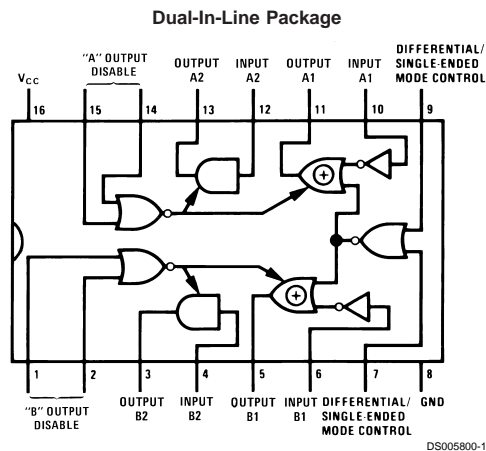 Dual-In-Line Package
VCC
"A" OUTPUT
DISABLE
OUTPUT
A2
INPUT
A2
OUTPUT
A1
INPUT
A1
DIFFERENTIAL/
SINGLE-ENDED
MODE CONTROL
16
15
14
13
12
11
10
9
1
2
3
4
5
6
7
8
"B" OUTPUT
DISABLE
OUTPUT
B2
INPUT
B2
OUTPUT
B1
INPUT
B1
DIFFERENTIAL/
SINGLE-ENDED
MODE CONTROL
GND
DS005800-1